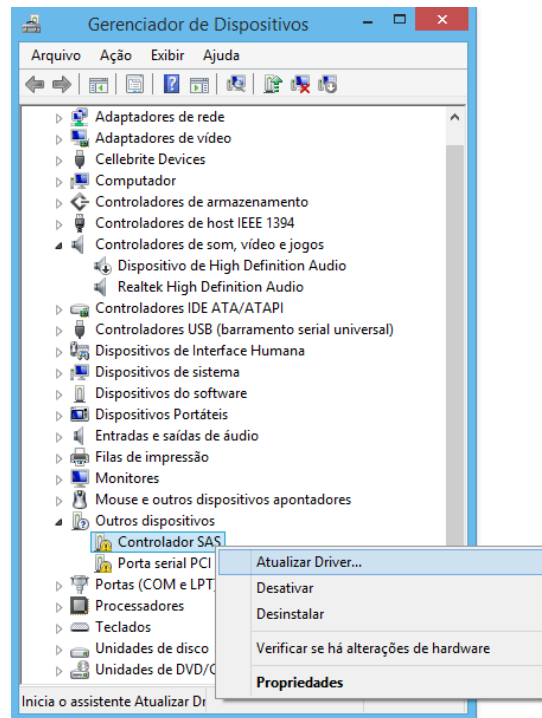 Gerenciador de Dispositivos
Arquivo Ação Exibir Ajuda
Adaptadores de rede
Adaptadores de vídeo
Cellebrite Devices
Computador
Controladores de armazenamento
Controladores de host IEEE 1394
Controladores de som, vídeo e jogos
Dispositivo de High Definition Audio
Realtek High Definition Audio
Controladores IDE ATA/ATAPI
Controladores USB (barramento serial universal)
Dispositivos de Interface Humana
Dispositivos de sistema
Dispositivos do software
Dispositivos Portáteis
Entradas e saídas de áudio
Filas de impressão
Monitores
Mouse e outros dispositivos apontadores
Outros dispositivos
Controlador SAS
Porta serial PCI
Portas (COM e LPT)
Processadores
Teclados
Unidades de disco
Unidades de DVD/C
Atualizar Driver...
Desativar
Desinstalar
Verificar se há alterações de hardware
Propriedades
Inicia o assistente Atualizar Dr